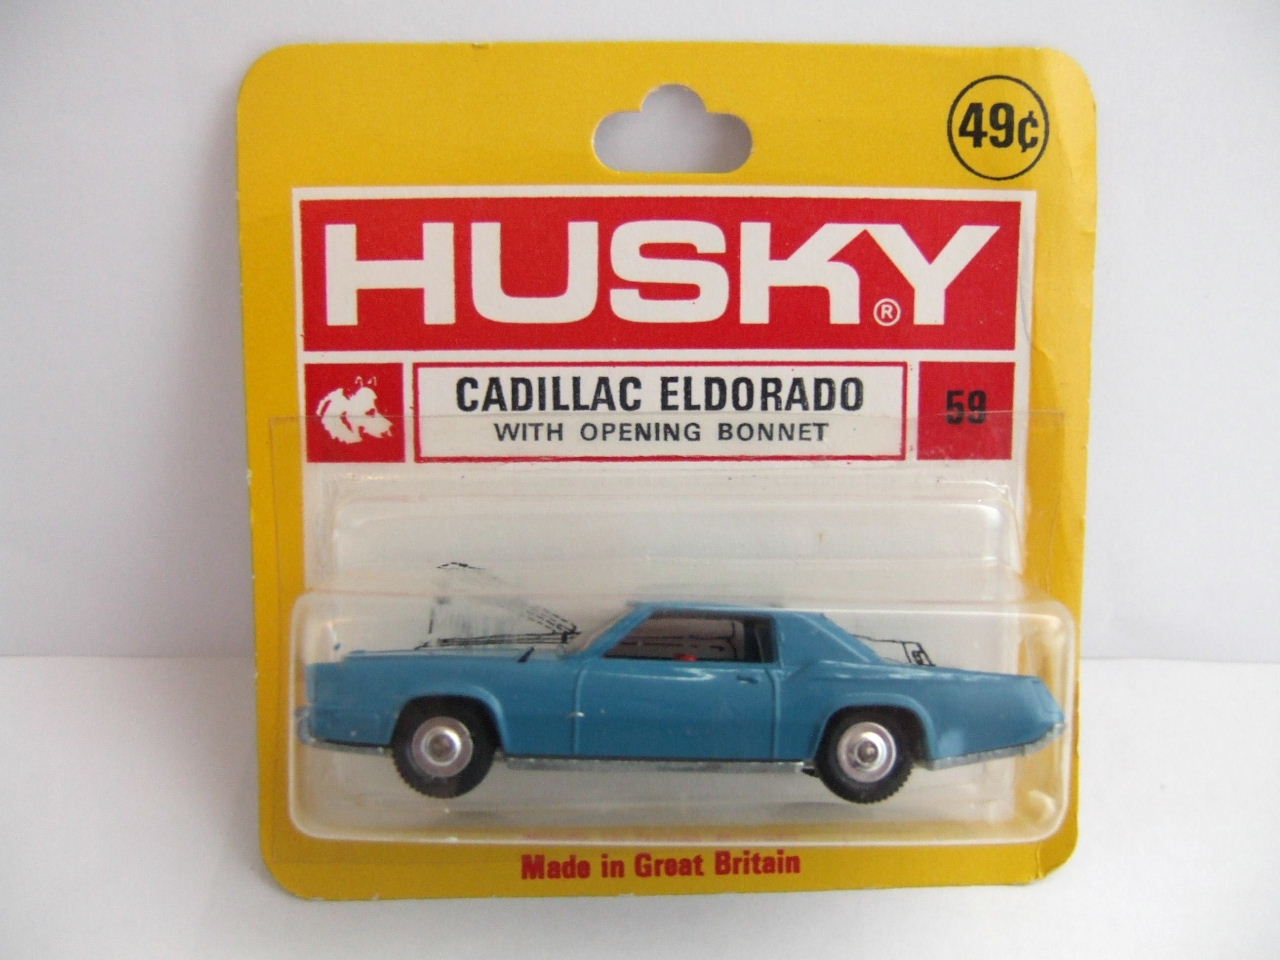 49¢
HUSKY®
CADILLAC ELDORADO
WITH OPENING BONNET
59
Made in Great Britain